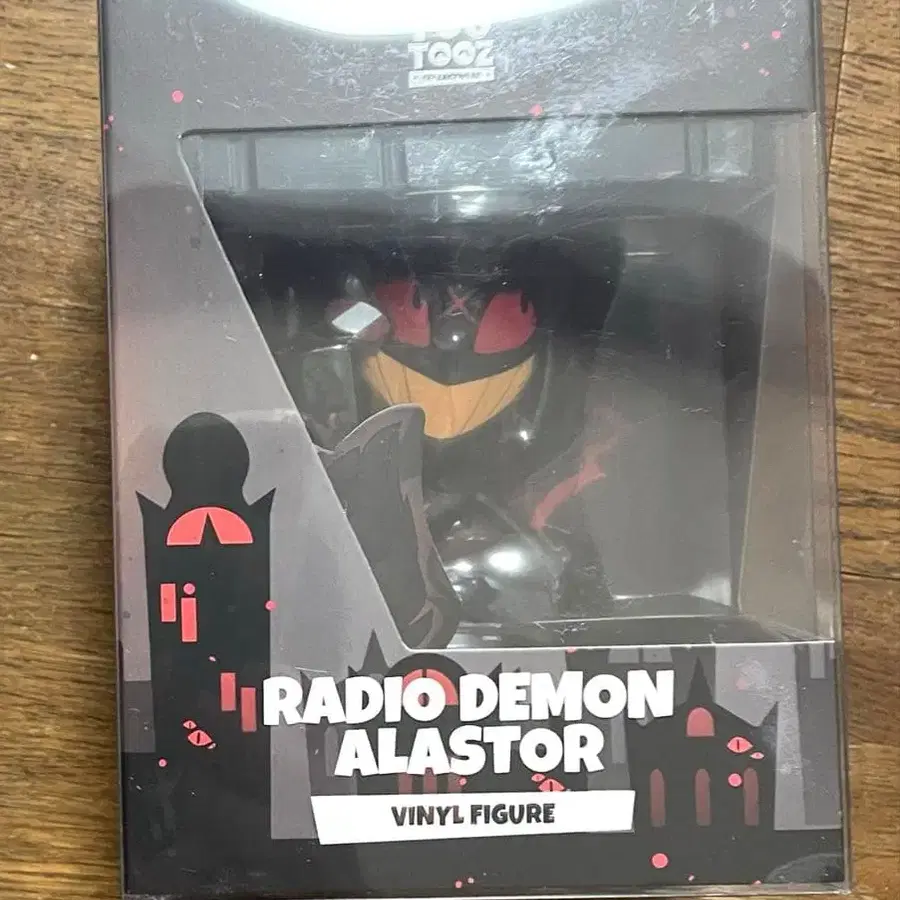 TOOZ
RADIO DEMON
ALASTOR
VINYL FIGURE